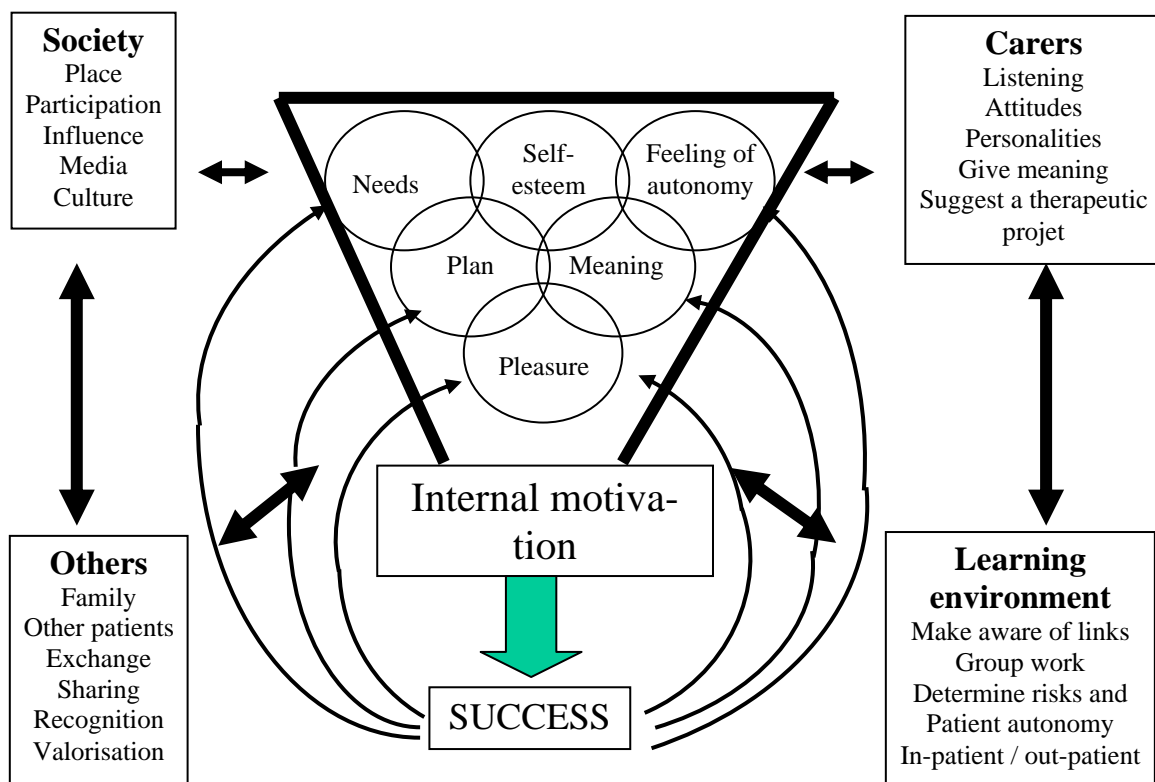 Society
Place
Participation
Influence
Media
Culture
Carers
Listening
Attitudes
Personalities
Give meaning
Suggest a therapeutic
projet
Needs
Self-
esteem
Feeling of
autonomy
Plan
Meaning
Pleasure
Internal motiva-
tion
SUCCESS
Others
Family
Other patients
Exchange
Sharing
Recognition
Valorisation
Learning
environment
Make aware of links
Group work
Determine risks and
Patient autonomy
In-patient / out-patient